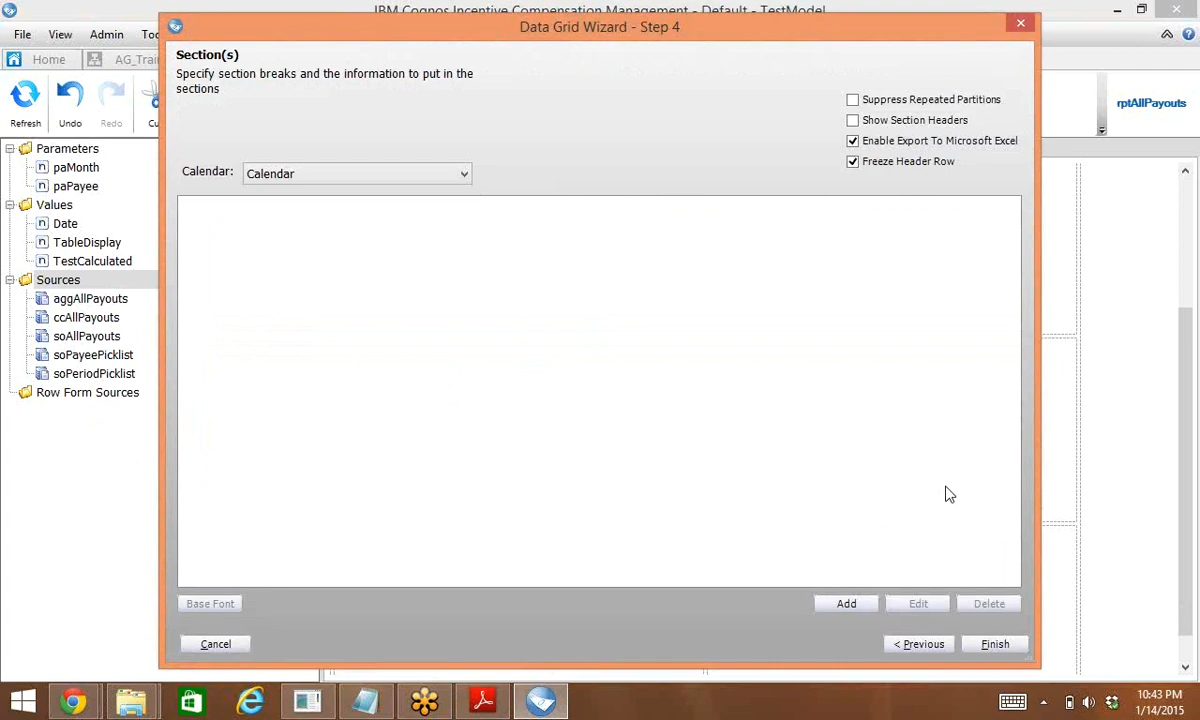 IBM Cognos Incentive Compensation Management - Default - TestModel
Data Grid Wizard - Step 4
File View Admin Too
Home AG_Trai
Refresh Undo Redo Cu
rptAllPayouts
Parameters
paMonth
paPayee
Values
Date
TableDisplay
TestCalculated
Sources
aggAllPayouts
ccAllPayouts
soAllPayouts
soPayeePicklist
soPeriodPicklist
Row Form Sources
Section(s)
Specify section breaks and the information to put in the
sections
Suppress Repeated Partitions
Show Section Headers
Enable Export To Microsoft Excel
Freeze Header Row
Calendar: Calendar
Base Font Add Edit Delete
Cancel < Previous Finish
10:43 PM
1/14/2015